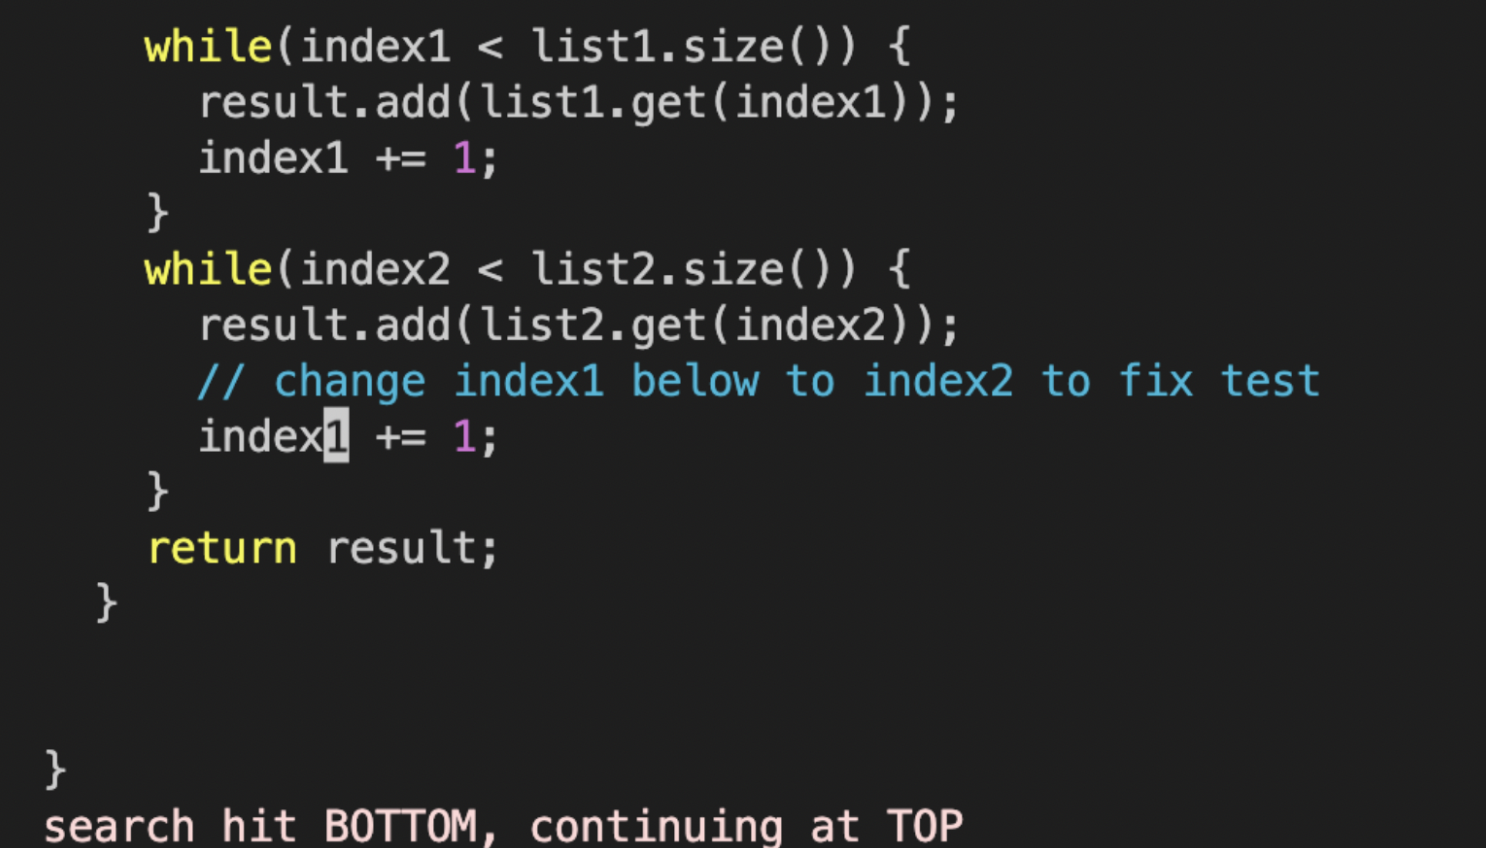 while(index1 < list1.size()) {
result.add(list1.get(index1));
index1 += 1;
}
while(index2 < list2.size()) {
result.add(list2.get(index2));
// change index1 below to index2 to fix test
index1 += 1;
}
return result;
}
}
search hit BOTTOM, continuing at TOP